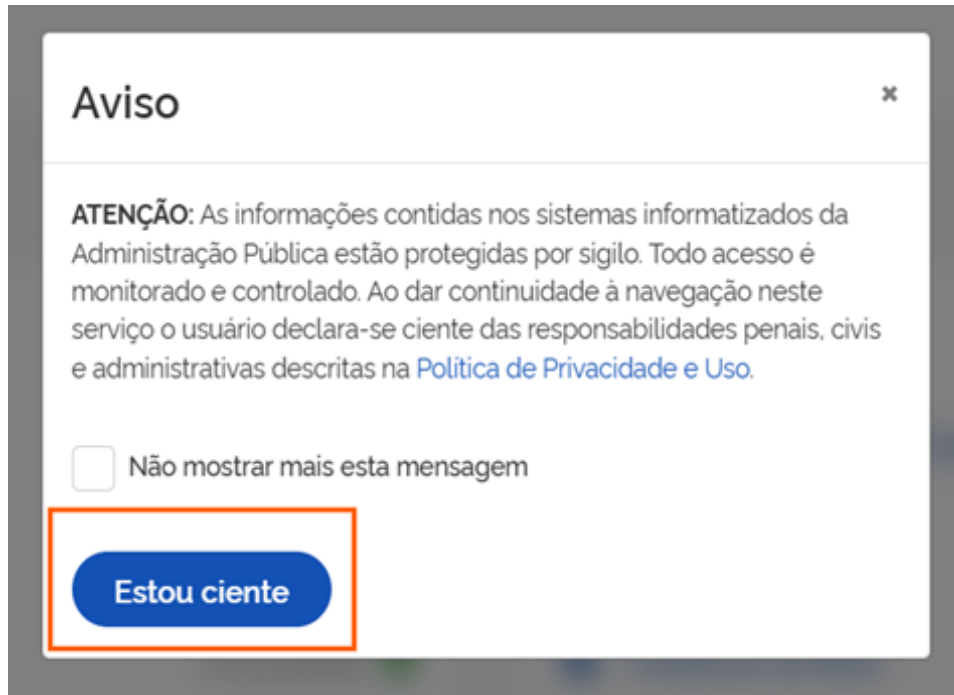 Aviso
ATENÇÃO: As informações contidas nos sistemas informatizados da
Administração Pública estão protegidas por sigilo. Todo acesso é
monitorado e controlado. Ao dar continuidade à navegação neste
serviço o usuário declara-se ciente das responsabilidades penais, civis
e administrativas descritas na Política de Privacidade e Uso.
Não mostrar mais esta mensagem
Estou ciente